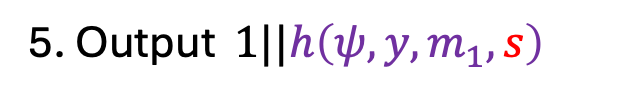 5. Output 1||ℎ(𝜓, 𝑦, 𝑚₁, 𝑠)